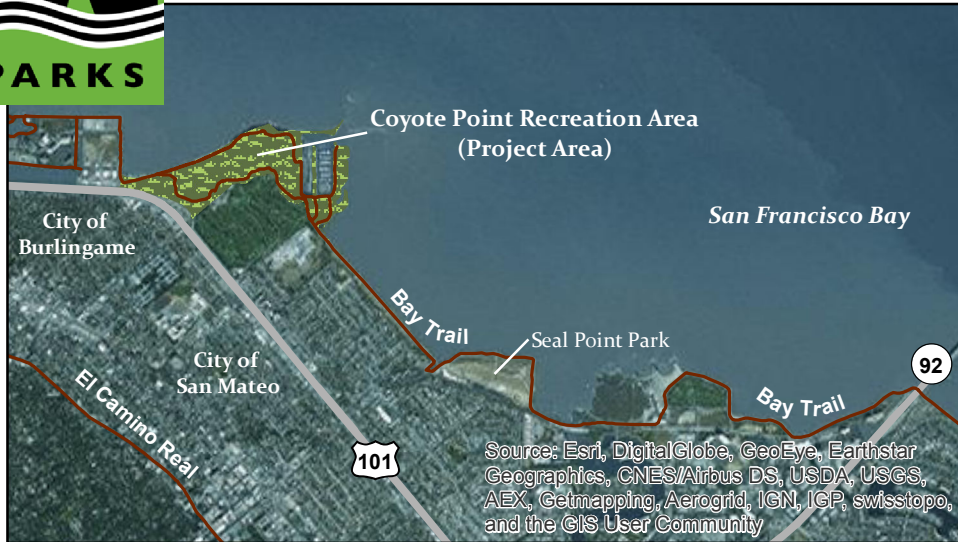 PARKS
Coyote Point Recreation Area
(Project Area)
San Francisco Bay
City of
Burlingame
Bay Trail
Seal Point Park
City of
San Mateo
92
El Camino Real
Bay Trail
101
Source: Esri, DigitalGlobe, GeoEye, Earthstar
Geographics, CNES/Airbus DS, USDA, USGS,
AEX, Getmapping, Aerogrid, IGN, IGP, swisstopo,
and the GIS User Community